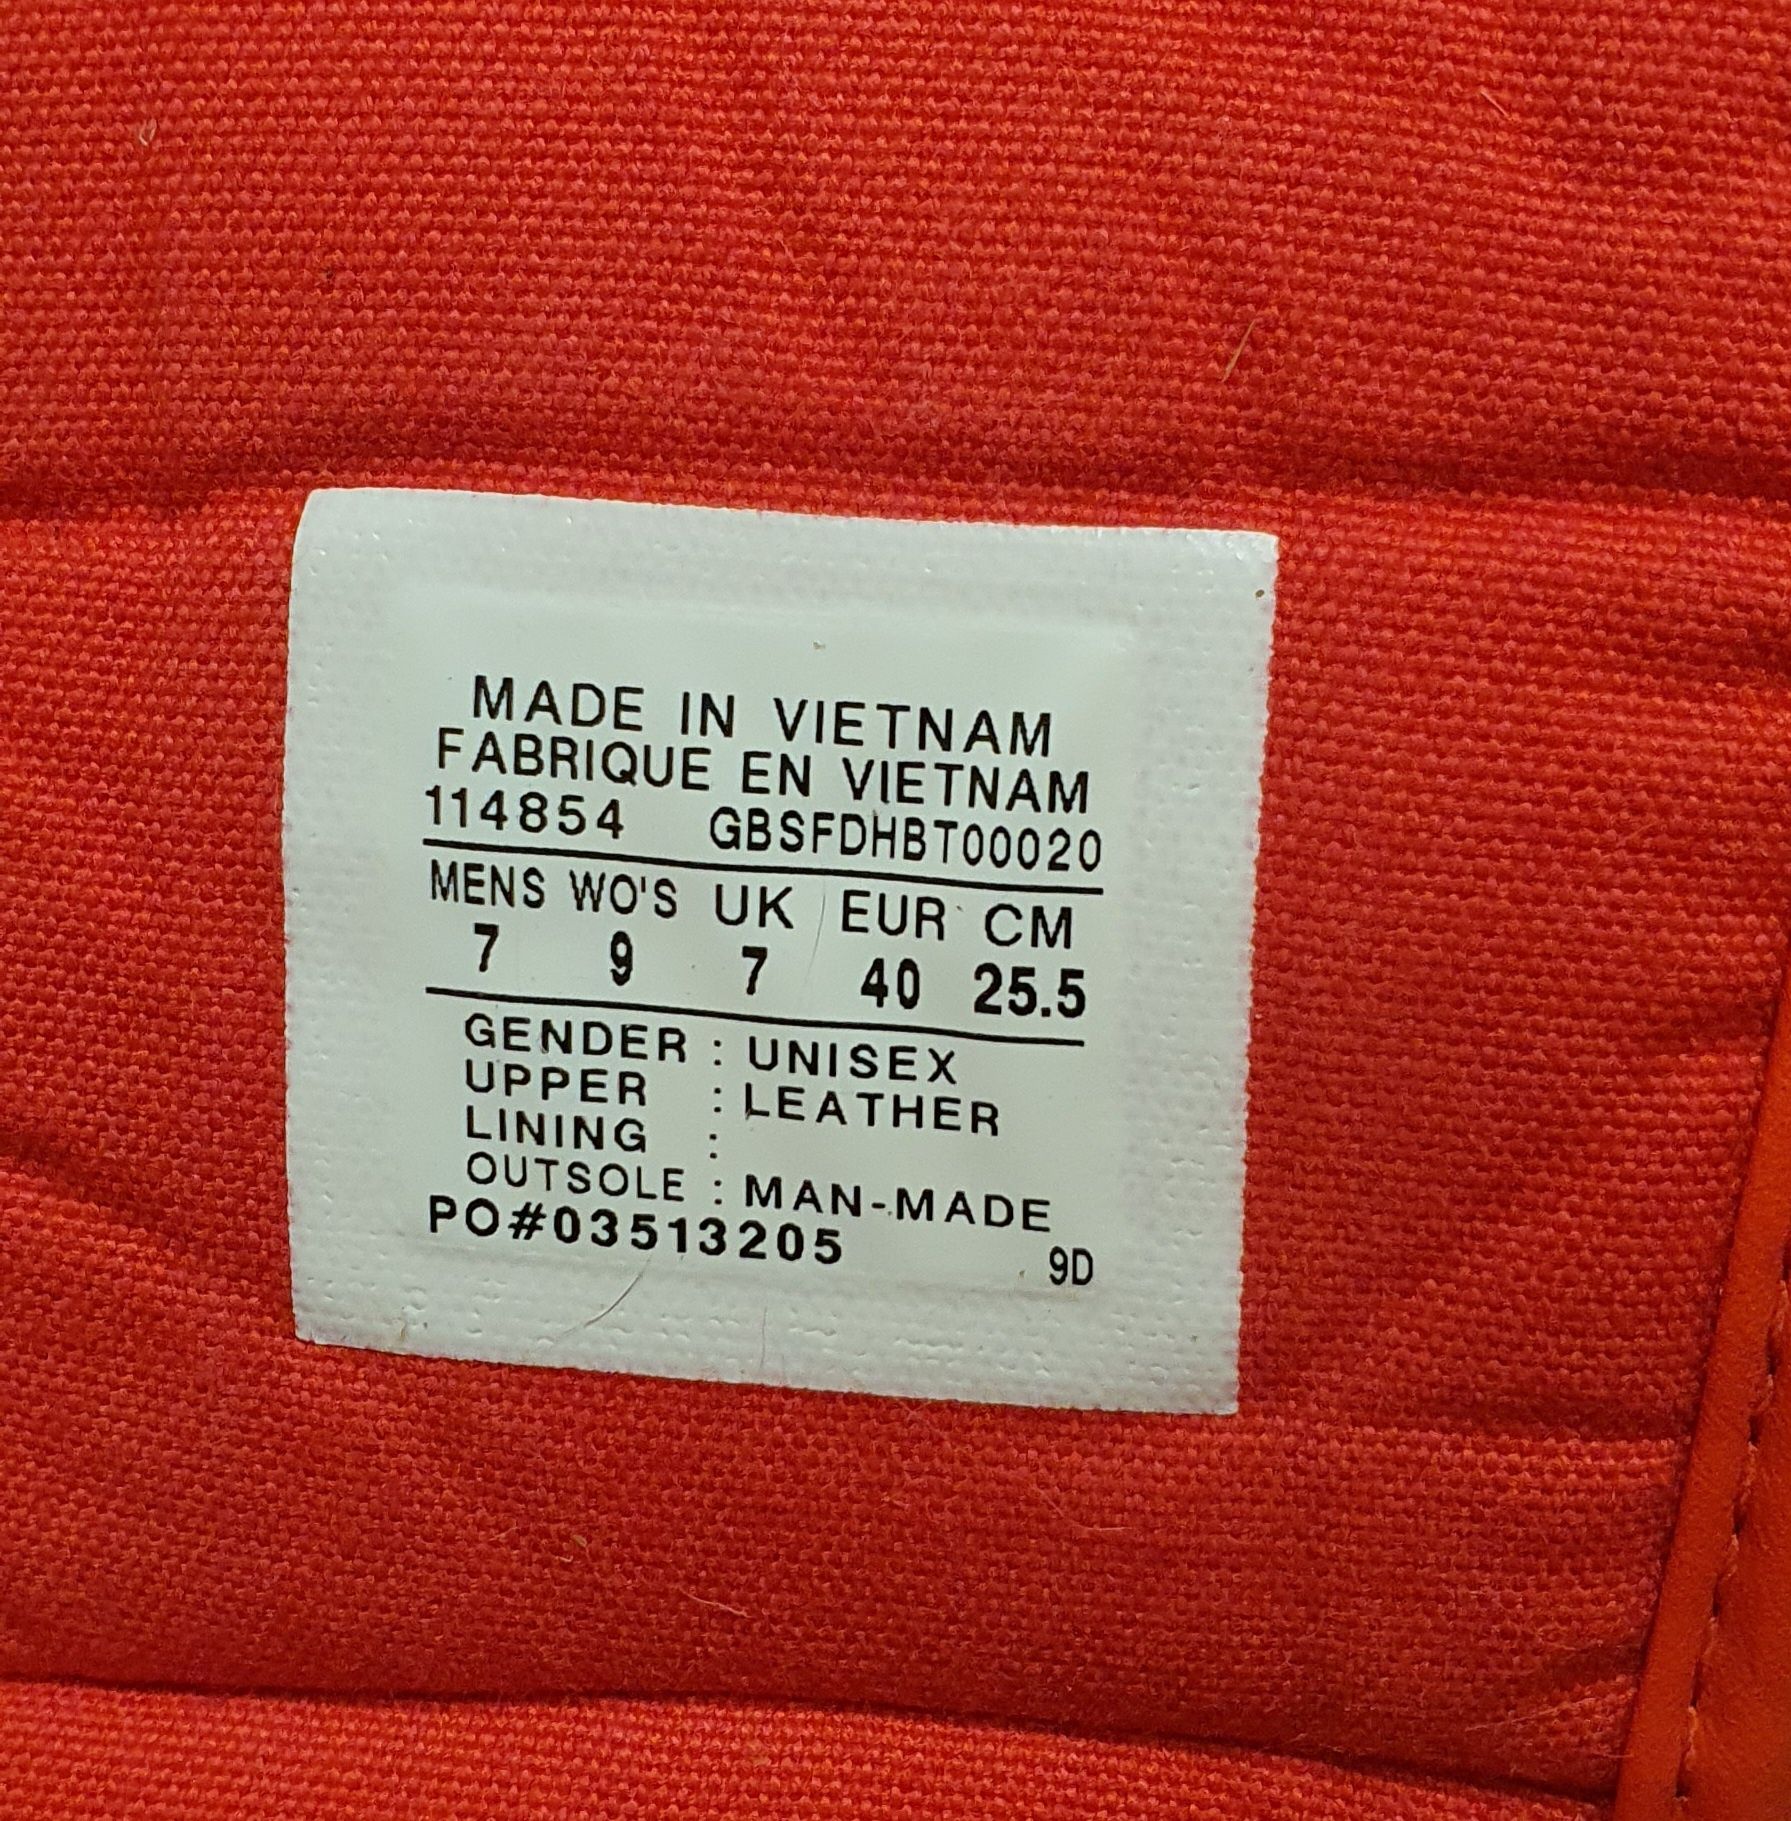 MADE IN VIETNAM
FABRIQUE EN VIETNAM
114854 GBSFDHBT00020
MENS WO'S UK EUR CM
7 9 7 40 25.5
GENDER : UNISEX
UPPER : LEATHER
LINING :
OUTSOLE : MAN-MADE
PO#03513205
9D